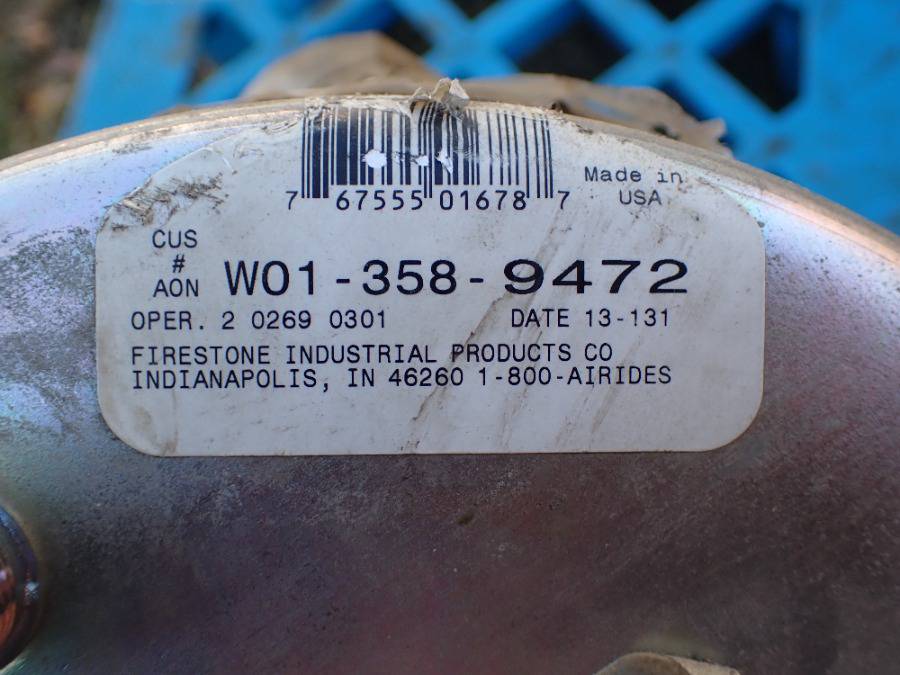 7 67555 01678 7
Made in
USA
CUS
#
AON
W01-358-9472
OPER. 2 0269 0301 DATE 13-131
FIRESTONE INDUSTRIAL PRODUCTS CO
INDIANAPOLIS, IN 46260 1-800-AIRIDES